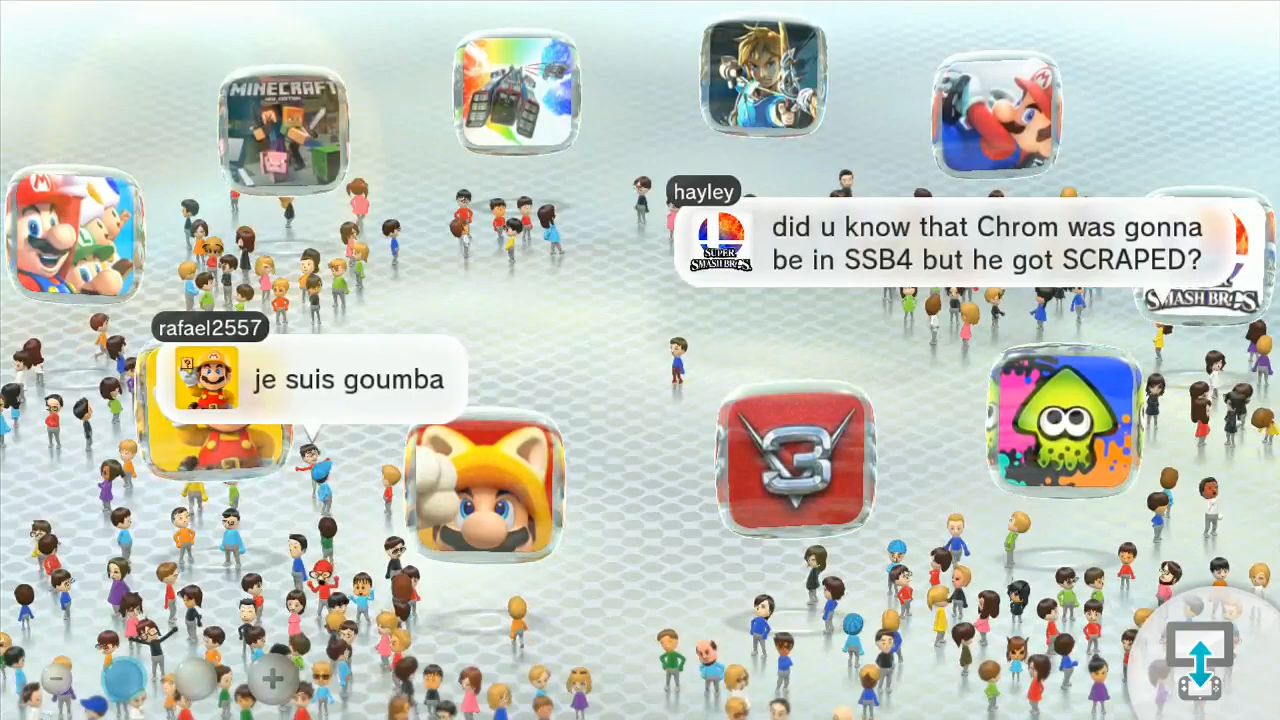 MINECRAFT
hayley
did u know that Chrom was gonna
be in SSB4 but he got SCRAPED?
SUPER
SMASH BROS
SMASH BROS
rafael2557
je suis goumba
3